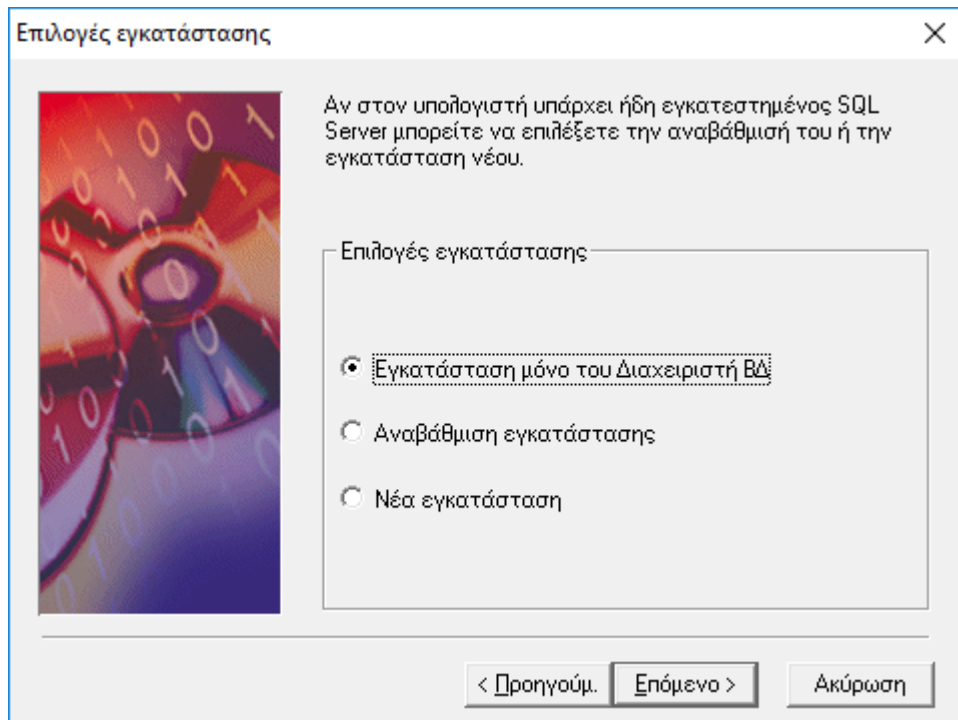 Επιλογές εγκατάστασης
Αν στον υπολογιστή υπάρχει ήδη εγκατεστημένος SQL
Server μπορείτε να επιλέξετε την αναβάθμισή του ή την
εγκατάσταση νέου.
Επιλογές εγκατάστασης
Εγκατάσταση μόνο του Διαχειριστή ΒΔ
Αναβάθμιση εγκατάστασης
Νέα εγκατάσταση
< Προηγούμ.
Επόμενο >
Ακύρωση